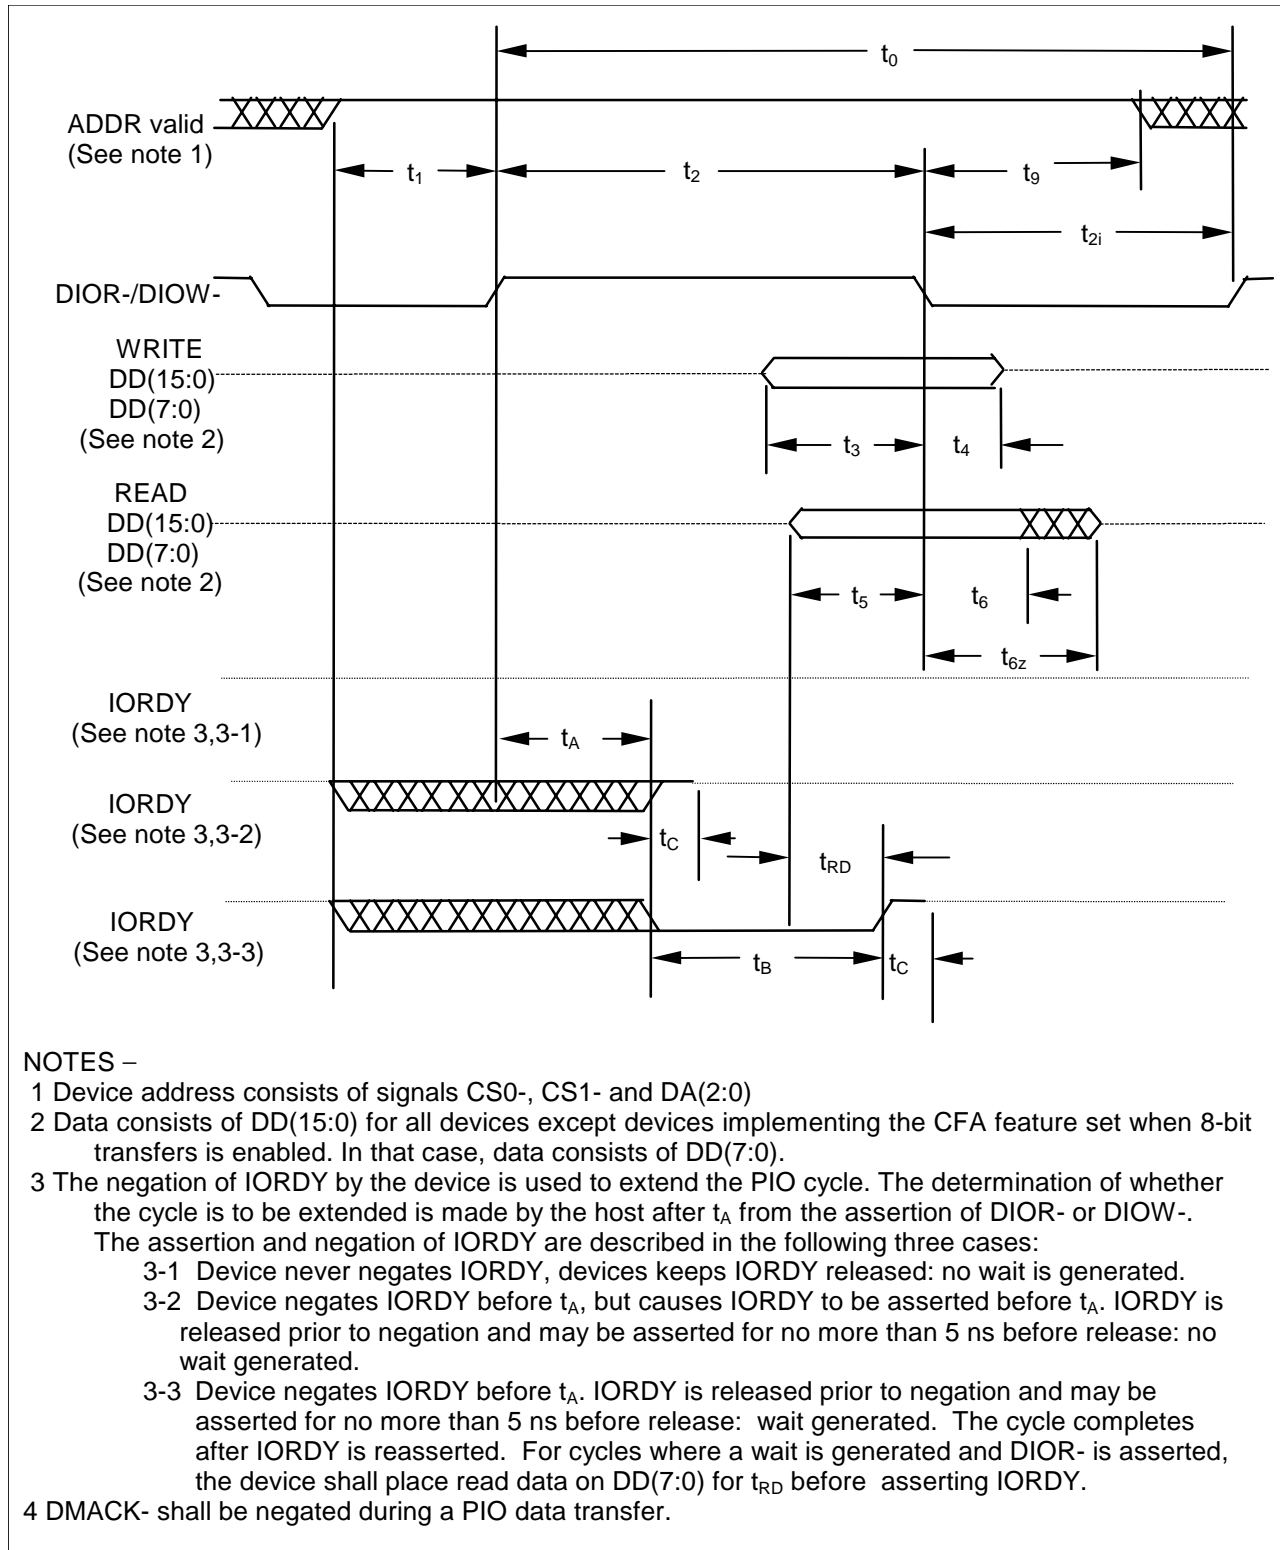 t0
ADDR valid
(See note 1)
t1
t2
t9
t2i
DIOR-/DIOW-
WRITE
DD(15:0)
DD(7:0)
(See note 2)
t3
t4
READ
DD(15:0)
DD(7:0)
(See note 2)
t5
t6
t6z
IORDY
(See note 3,3-1)
tA
IORDY
(See note 3,3-2)
tC
tRD
IORDY
(See note 3,3-3)
tB
tC
NOTES –
1 Device address consists of signals CS0-, CS1- and DA(2:0)
2 Data consists of DD(15:0) for all devices except devices implementing the CFA feature set when 8-bit
transfers is enabled. In that case, data consists of DD(7:0).
3 The negation of IORDY by the device is used to extend the PIO cycle. The determination of whether
the cycle is to be extended is made by the host after tA from the assertion of DIOR- or DIOW-.
The assertion and negation of IORDY are described in the following three cases:
3-1 Device never negates IORDY, devices keeps IORDY released: no wait is generated.
3-2 Device negates IORDY before tA, but causes IORDY to be asserted before tA. IORDY is
released prior to negation and may be asserted for no more than 5 ns before release: no
wait generated.
3-3 Device negates IORDY before tA. IORDY is released prior to negation and may be
asserted for no more than 5 ns before release: wait generated. The cycle completes
after IORDY is reasserted. For cycles where a wait is generated and DIOR- is asserted,
the device shall place read data on DD(7:0) for tRD before asserting IORDY.
4 DMACK- shall be negated during a PIO data transfer.